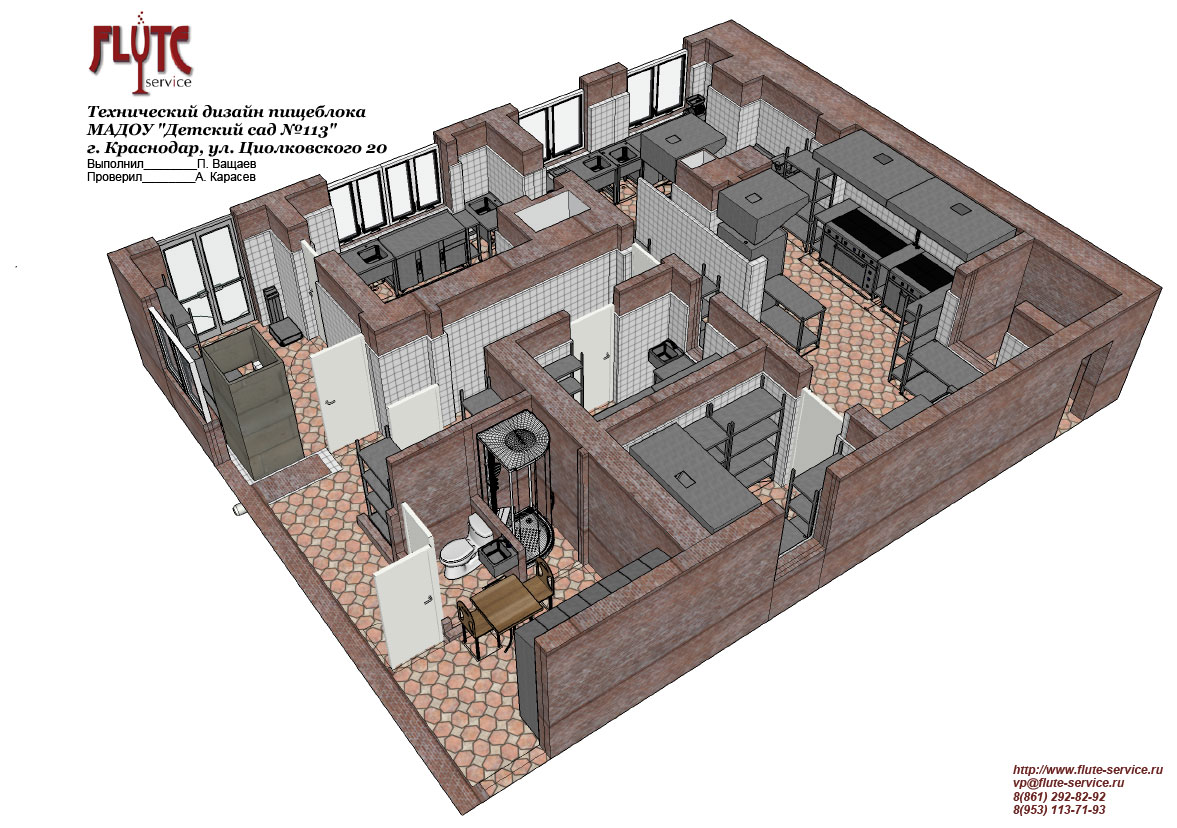 FLUTE
service
Технический дизайн пищеблока
МАДОУ "Детский сад №113"
г. Краснодар, ул. Циолковского 20
Выполнил________П. Ващаев
Проверил________А. Карасев
http://www.flute-service.ru
vp@flute-service.ru
8(861) 292-82-92
8(953) 113-71-93